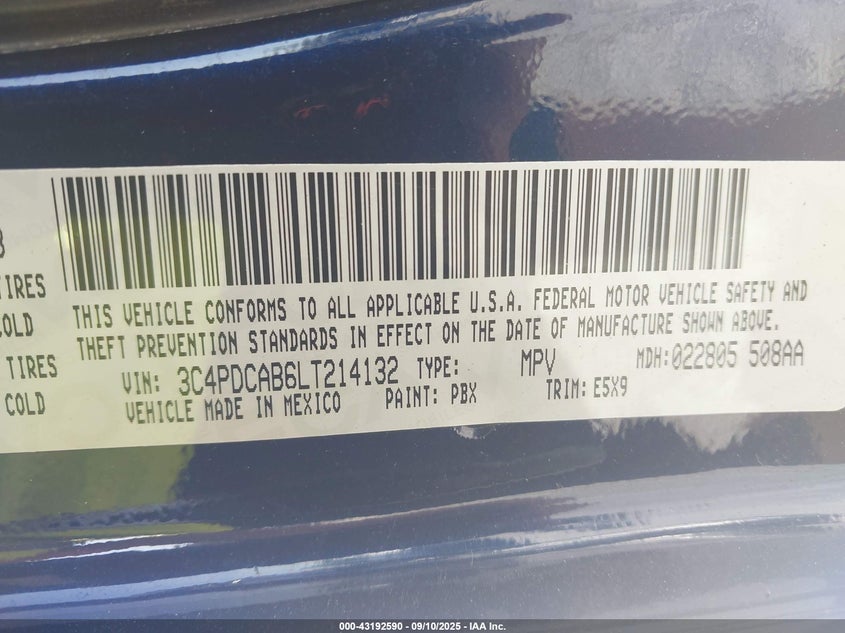 TIRES
COLD
TIRES
COLD
THIS VEHICLE CONFORMS TO ALL APPLICABLE U.S.A. FEDERAL MOTOR VEHICLE SAFETY AND
THEFT PREVENTION STANDARDS IN EFFECT ON THE DATE OF MANUFACTURE SHOWN ABOVE.
VIN: 3C4PDCAB6LT214132 TYPE: MPV MDH:022805 508AA
VEHICLE MADE IN MEXICO PAINT: PBX TRIM: E5X9
000-43192590 - 09/10/2025 - IAA Inc.